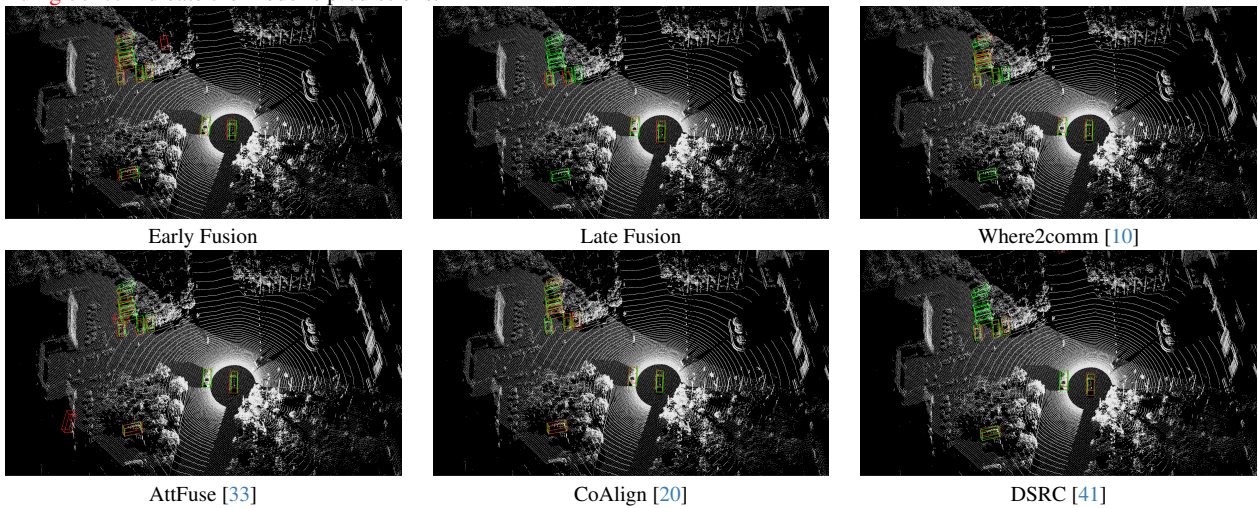 Early Fusion
Late Fusion
Where2comm [10]
AttFuse [33]
CoAlign [20]
DSRC [41]